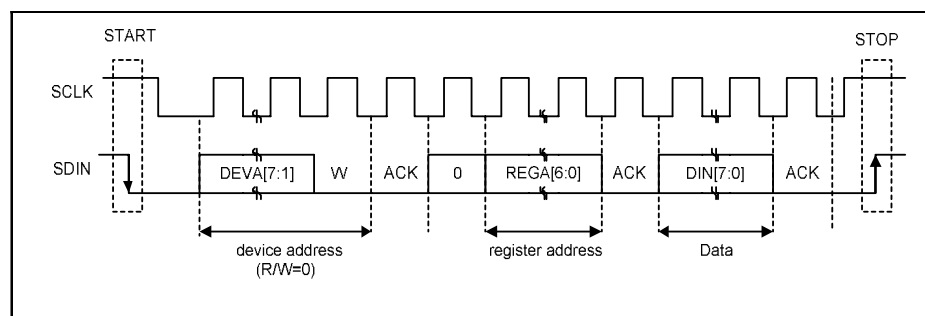 START
STOP
SCLK
SDIN
DEVA[7:1] W ACK 0 REGA[6:0] ACK DIN[7:0] ACK
device address
(R/W=0)
register address
Data